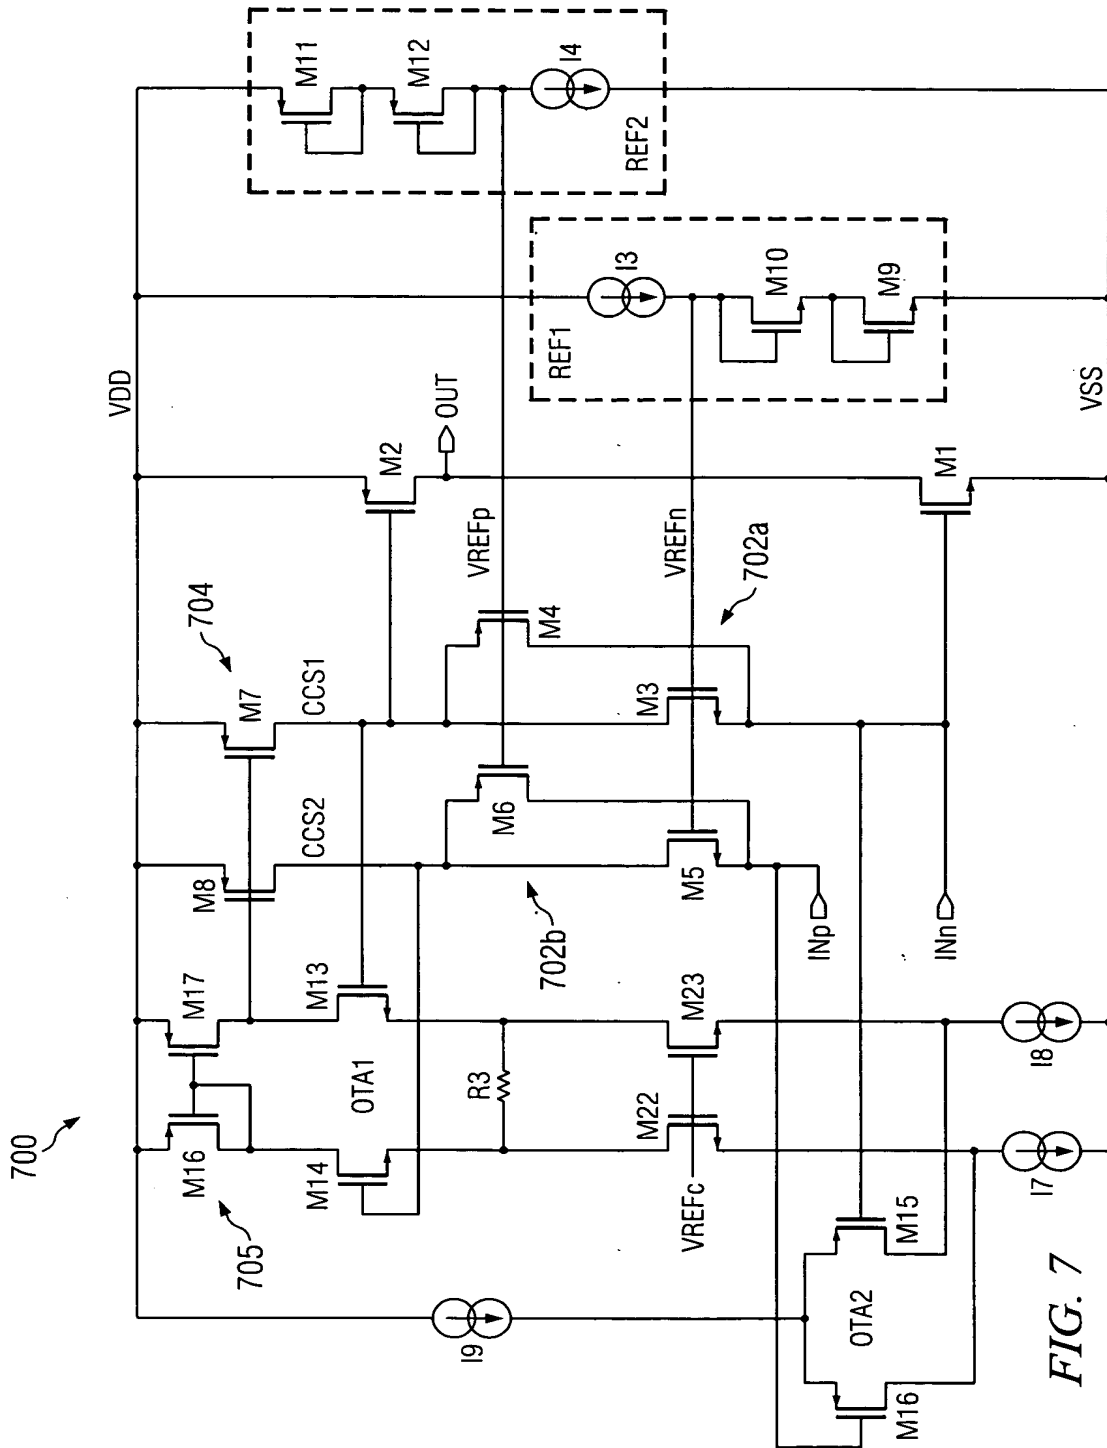 700
VDD
M11
M12
I4
REF2
REF1
I3
M10
M9
VSS
OUT
M2
M1
VREFp
VREFn
702a
704
M7
CCS1
M4
M3
M8
CCS2
M6
M5
702b
INp
INn
M17
M13
M16
M14
OTA1
705
R3
M23
M22
VREFc
I8
I7
I9
M15
OTA2
M16
FIG. 7